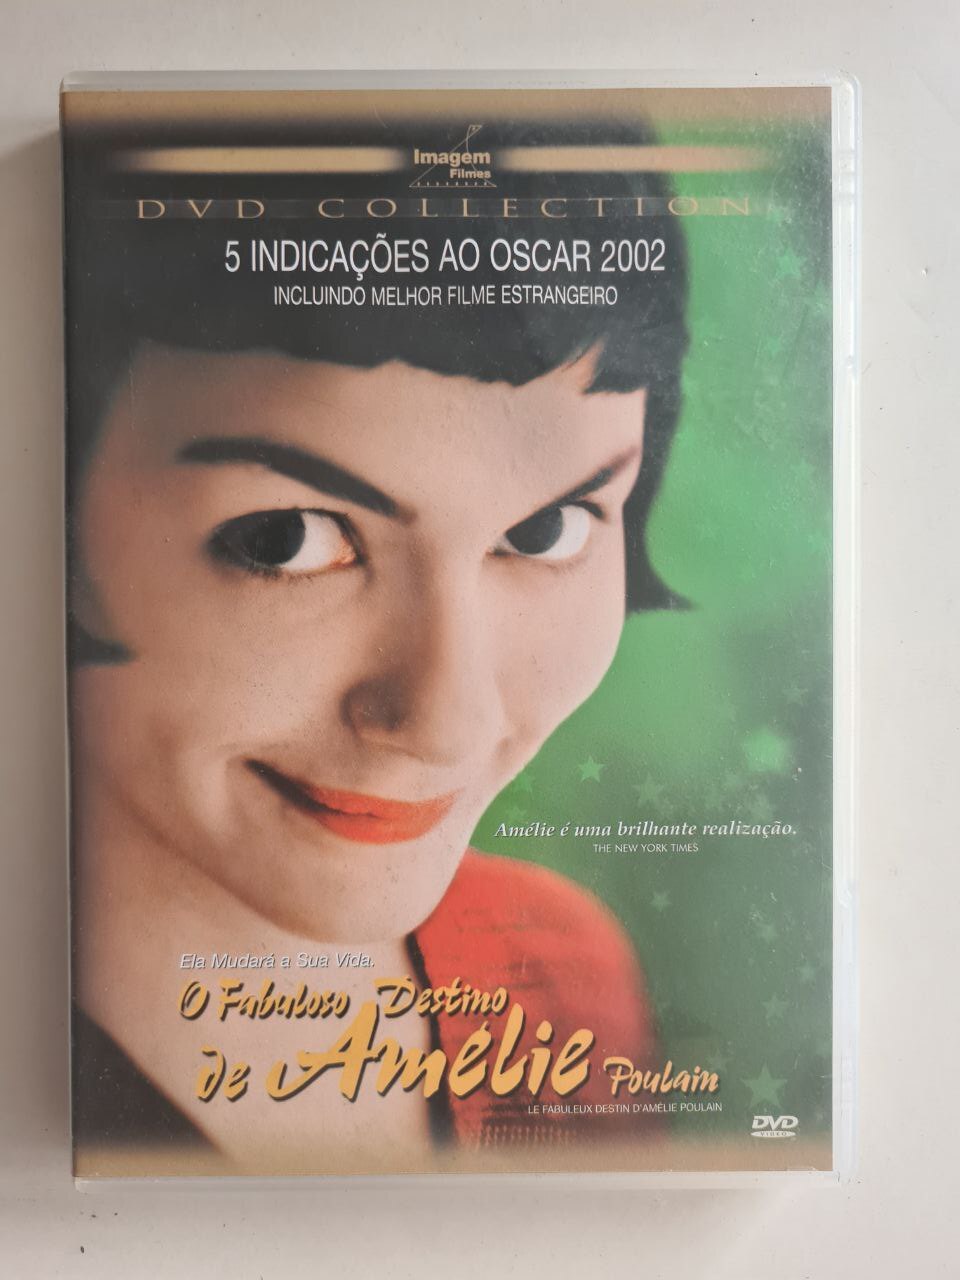 Imagem
Filmes
DVD COLLECTION
5 INDICAÇÕES AO OSCAR 2002
INCLUINDO MELHOR FILME ESTRANGEIRO
Amélie é uma brilhante realização.
THE NEW YORK TIMES
Ela Mudará a Sua Vida.
O Fabuloso Destino
de Amélie Poulain
LE FABULEUX DESTIN D'AMÉLIE POULAIN
DVD
VIDEO